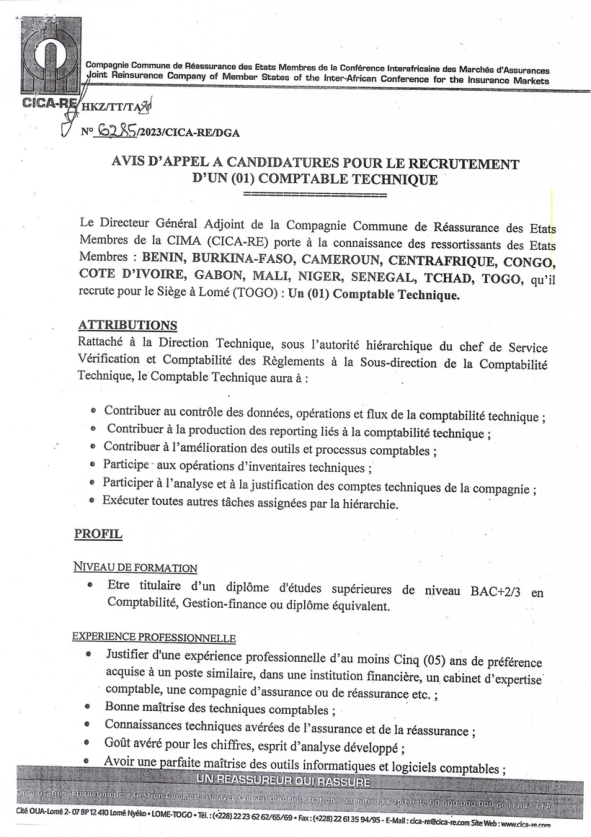 Compagnie Commune de Réassurance des Etats Membres de la Conférence Interafricaine des Marchés d'Assurances
Joint Reinsurance Company of Member States of the Inter-African Conference for the Insurance Markets
CICA-RE
HKZ/TT/TA
N° 6285/2023/CICA-RE/DGA
AVIS D'APPEL A CANDIDATURES POUR LE RECRUTEMENT
D'UN (01) COMPTABLE TECHNIQUE
Le Directeur Général Adjoint de la Compagnie Commune de Réassurance des Etats
Membres de la CIMA (CICA-RE) porte à la connaissance des ressortissants des Etats
Membres : BENIN, BURKINA-FASO, CAMEROUN, CENTRAFRIQUE, CONGO,
COTE D'IVOIRE, GABON, MALI, NIGER, SENEGAL, TCHAD, TOGO, qu'il
recrute pour le Siège à Lomé (TOGO) : Un (01) Comptable Technique.
ATTRIBUTIONS
Rattaché à la Direction Technique, sous l'autorité hiérarchique du chef de Service
Vérification et Comptabilité des Règlements à la Sous-direction de la Comptabilité
Technique, le Comptable Technique aura à :
• Contribuer au contrôle des données, opérations et flux de la comptabilité technique ;
• Contribuer à la production des reporting liés à la comptabilité technique ;
• Contribuer à l'amélioration des outils et processus comptables ;
• Participe aux opérations d'inventaires techniques ;
• Participer à l'analyse et à la justification des comptes techniques de la compagnie ;
• Exécuter toutes autres tâches assignées par la hiérarchie.
PROFIL
NIVEAU DE FORMATION
• Etre titulaire d'un diplôme d'études supérieures de niveau BAC+2/3 en
Comptabilité, Gestion-finance ou diplôme équivalent.
EXPERIENCE PROFESSIONNELLE
• Justifier d'une expérience professionnelle d'au moins Cinq (05) ans de préférence
acquise à un poste similaire, dans une institution financière, un cabinet d'expertise
comptable, une compagnie d'assurance ou de réassurance etc. ;
• Bonne maîtrise des techniques comptables ;
• Connaissances techniques avérées de l'assurance et de la réassurance ;
• Goût avéré pour les chiffres, esprit d'analyse développé ;
• Avoir une parfaite maîtrise des outils informatiques et logiciels comptables ;
UN REASSUREUR QUI RASSURE
Cité OUA-Lomé 2- 07 BP 12 410 Lomé Nyéko • LOME-TOGO • Tél. : (+228) 22 23 62 62/65/69 • Fax : (+228) 22 61 35 94/95 - E-Mail : cica-re@cica-re.com Site Web : www.cica-re.com